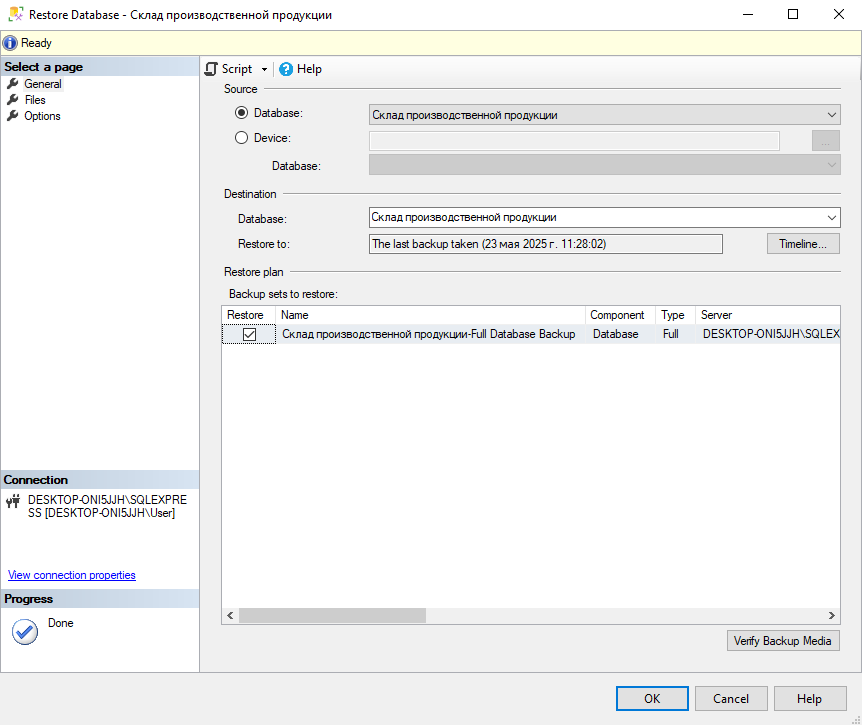 Restore Database - Склад производственной продукции
Ready
Select a page
General
Files
Options
Script
Help
Source
Database:
Склад производственной продукции
Device:
...
Database:
Destination
Database:
Склад производственной продукции
Restore to:
The last backup taken (23 мая 2025 г. 11:28:02)
Timeline...
Restore plan
Backup sets to restore:
Restore Name Component Type Server
Склад производственной продукции-Full Database Backup Database Full DESKTOP-ONI5JJH\SQLEX
Connection
DESKTOP-ONI5JJH\SQLEXPRE
SS [DESKTOP-ONI5JJH\User]
View connection properties
Progress
Done
Verify Backup Media
OK
Cancel
Help